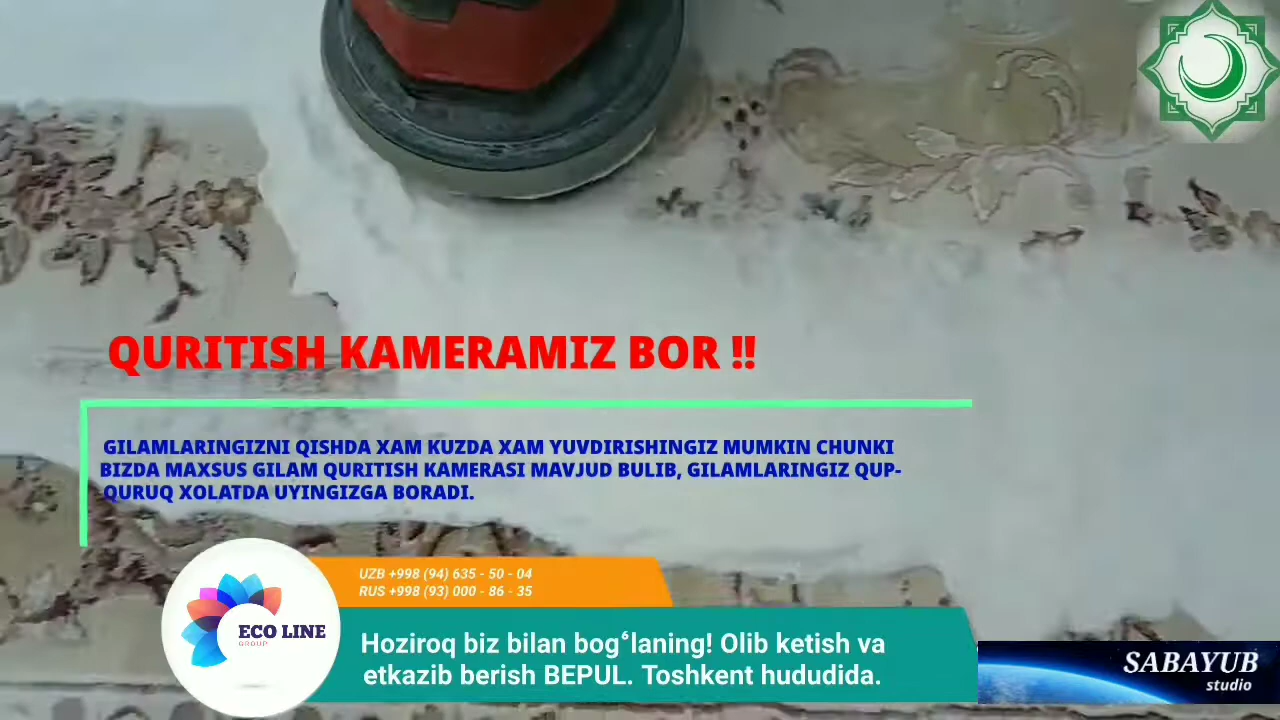 QURITISH KAMERAMIZ BOR !!
GILAMLARINGIZNI QISHDA XAM KUZDA XAM YUVDIRISHINGIZ MUMKIN CHUNKI
BIZDA MAXSUS GILAM QURITISH KAMERASI MAVJUD BULIB, GILAMLARINGIZ QUP-
QURUQ XOLATDA UYINGIZGA BORADI.
UZB +998 (94) 635 - 50 - 04
RUS +998 (93) 000 - 86 - 35
ECO LINE
GROUP
Hoziroq biz bilan bogʻlaning! Olib ketish va
etkazib berish BEPUL. Toshkent hududida.
SABAYUB
studio